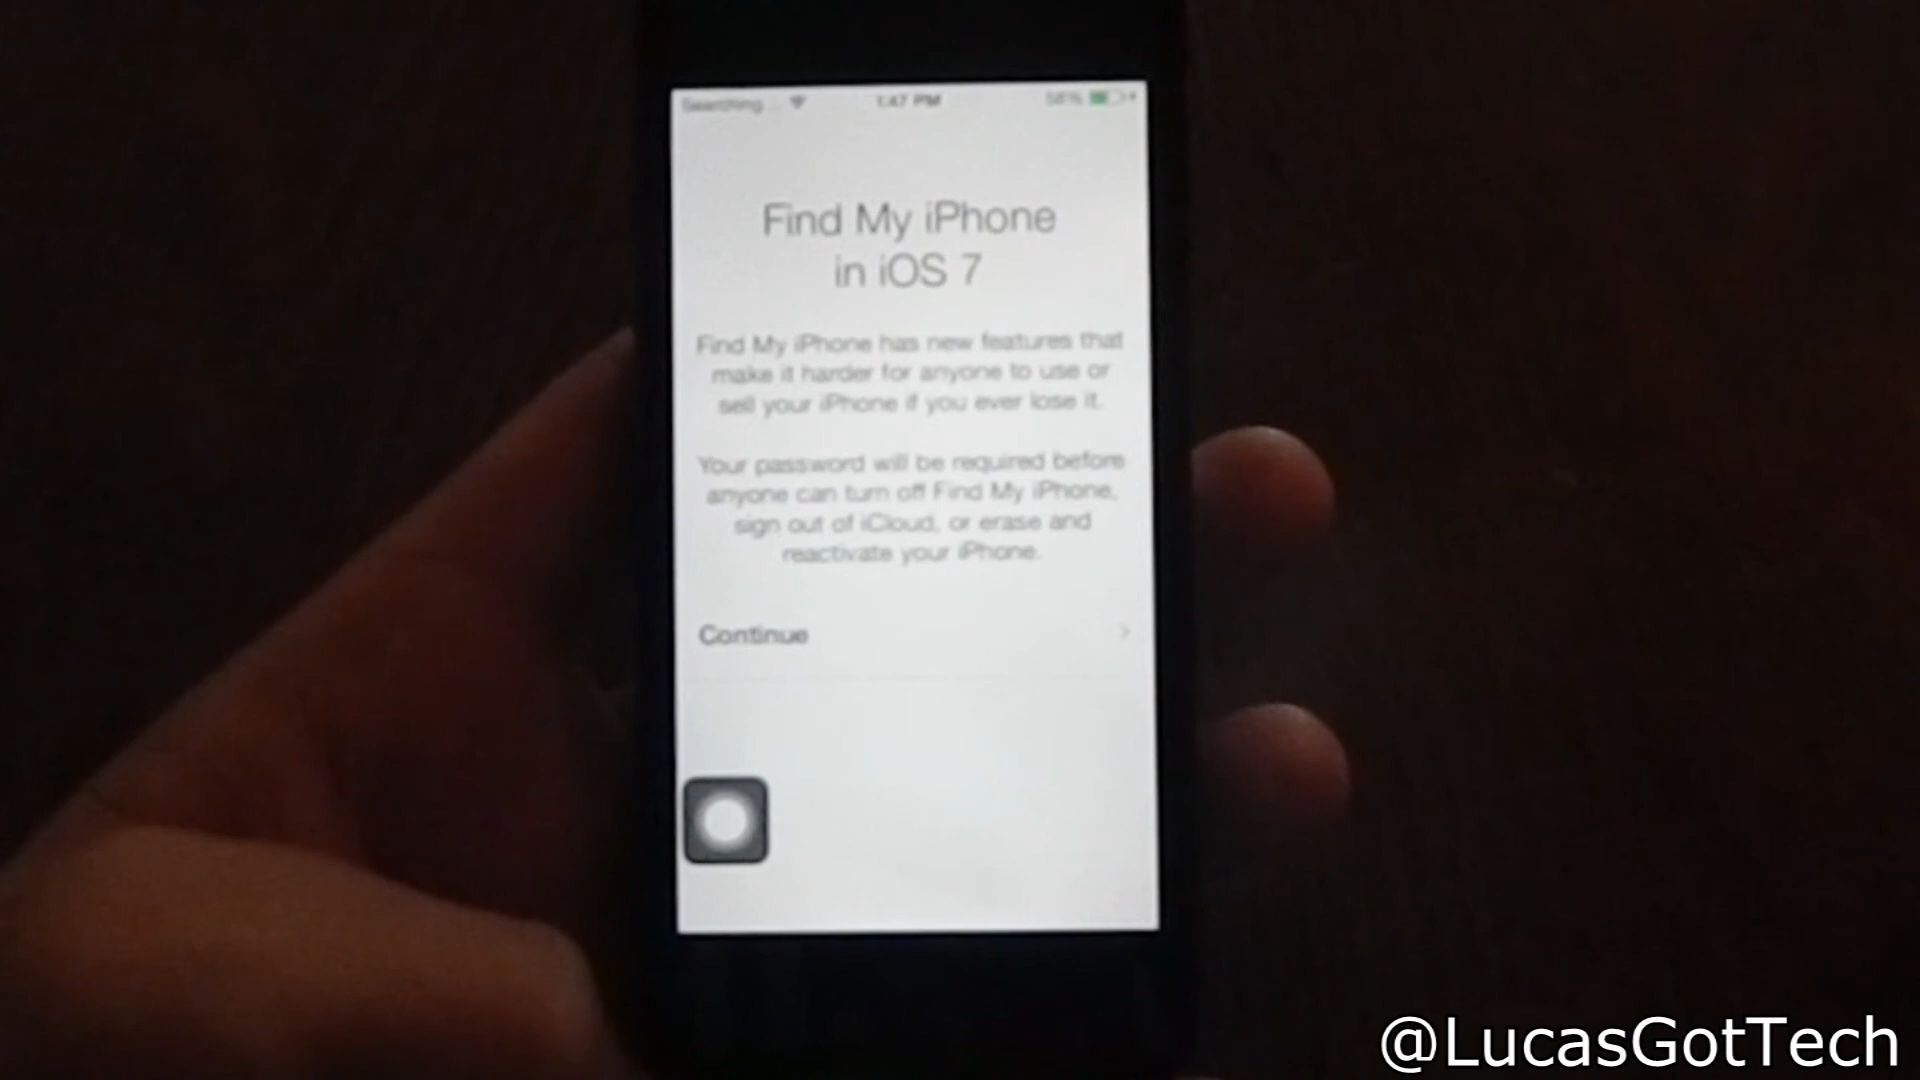 Searching... 1:47 PM 58%
Find My iPhone
in iOS 7
Find My iPhone has new features that
make it harder for anyone to use or
sell your iPhone if you ever lose it.
Your password will be required before
anyone can turn off Find My iPhone,
sign out of iCloud, or erase and
reactivate your iPhone.
Continue
@LucasGotTech